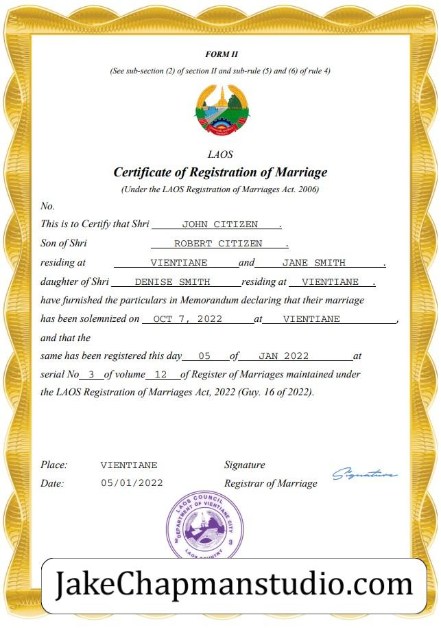 FORM II
(See sub-section (2) of section II and sub-rule (5) and (6) of rule 4)
LAOS
Certificate of Registration of Marriage
(Under the LAOS Registration of Marriages Act. 2006)
No.
This is to Certify that Shri JOHN CITIZEN .
Son of Shri ROBERT CITIZEN .
residing at VIENTIANE and JANE SMITH .
daughter of Shri DENISE SMITH residing at VIENTIANE .
have furnished the particulars in Memorandum declaring that their marriage
has been solemnized on OCT 7, 2022 at VIENTIANE ,
and that the
same has been registered this day 05 of JAN 2022 at
serial No 3 of volume 12 of Register of Marriages maintained under
the LAOS Registration of Marriages Act, 2022 (Guy. 16 of 2022).
Place: VIENTIANE Signature
Signature
Date: 05/01/2022 Registrar of Marriage
LAOS COUNCIL
DEPARTMENT OF VIENTIANE CITY
LAOS COUNTRY
JakeChapmanstudio.com